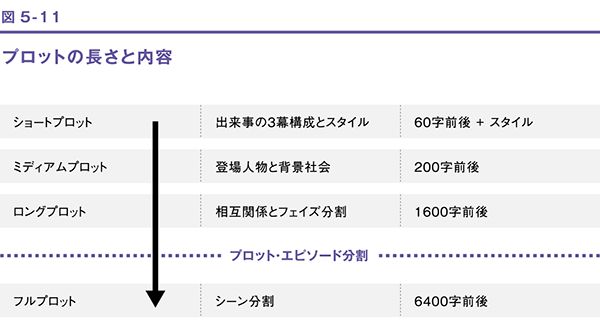 図5-11
プロットの長さと内容
ショートプロット 出来事の3幕構成とスタイル 60字前後 + スタイル
ミディアムプロット 登場人物と背景社会 200字前後
ロングプロット 相互関係とフェイズ分割 1600字前後
プロット・エピソード分割
フルプロット シーン分割 6400字前後